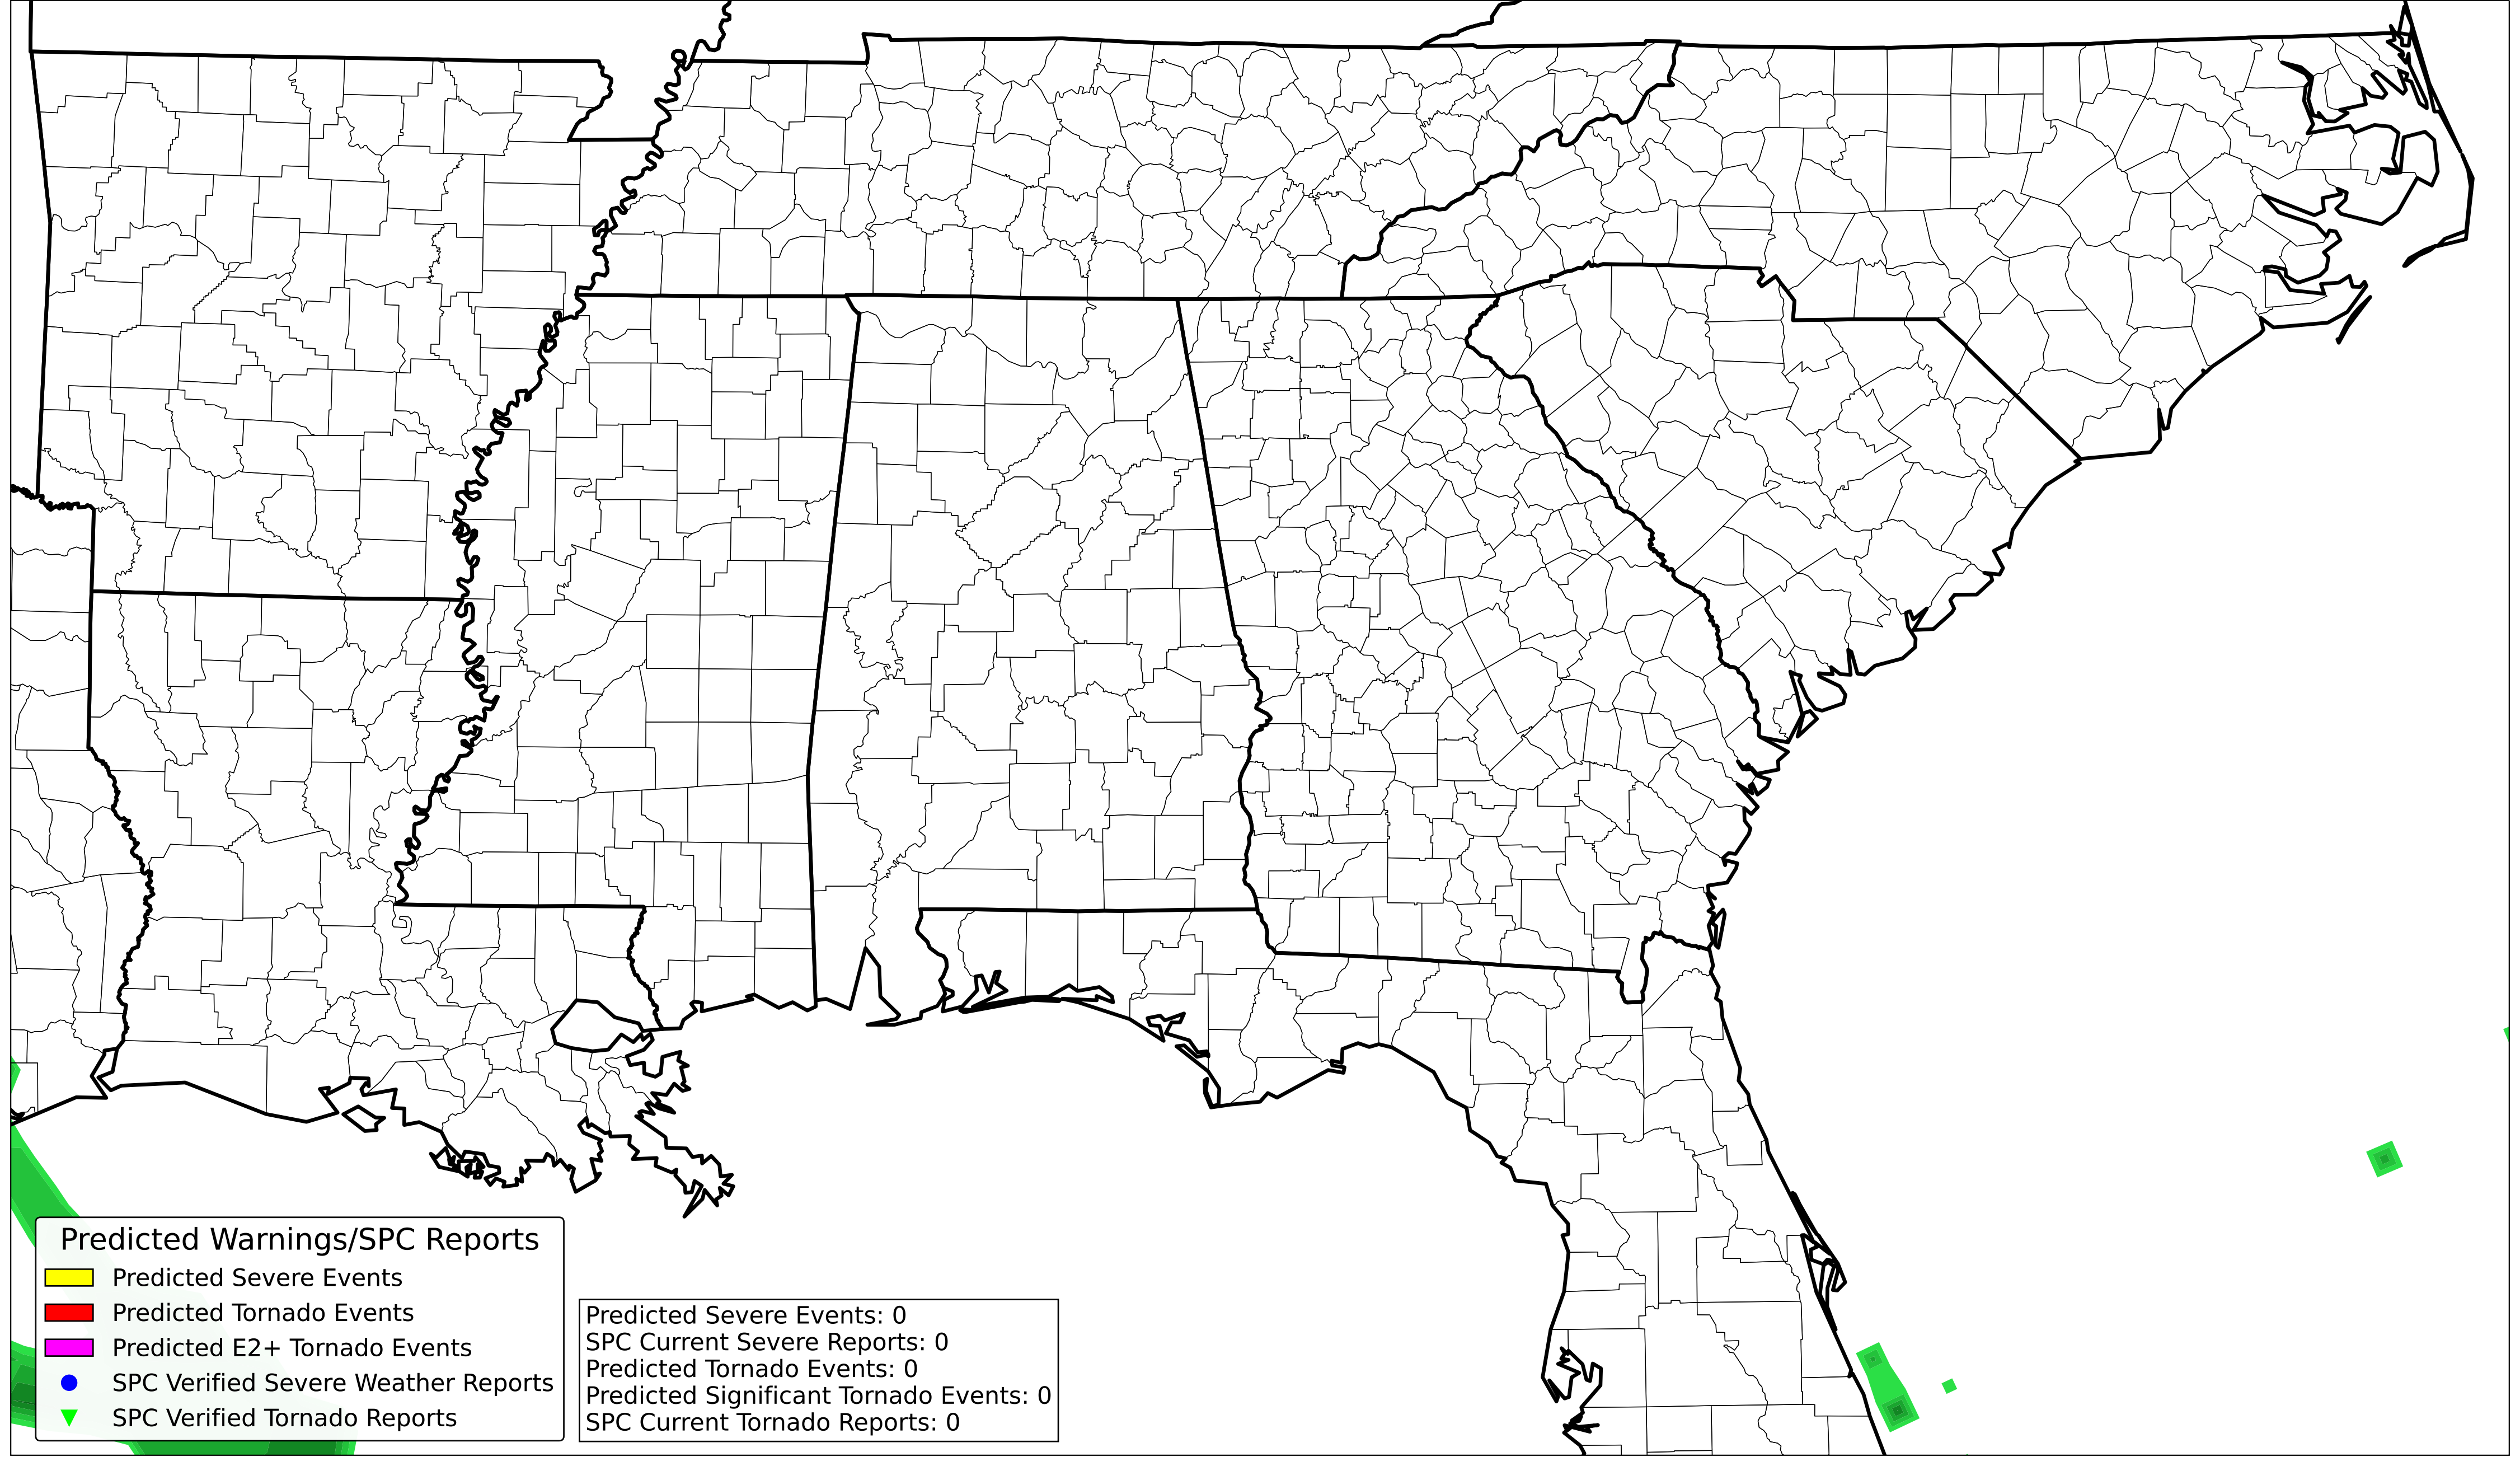 Predicted Warnings/SPC Reports
Predicted Severe Events
Predicted Tornado Events
Predicted E2+ Tornado Events
SPC Verified Severe Weather Reports
SPC Verified Tornado Reports
Predicted Severe Events: 0
SPC Current Severe Reports: 0
Predicted Tornado Events: 0
Predicted Significant Tornado Events: 0
SPC Current Tornado Reports: 0